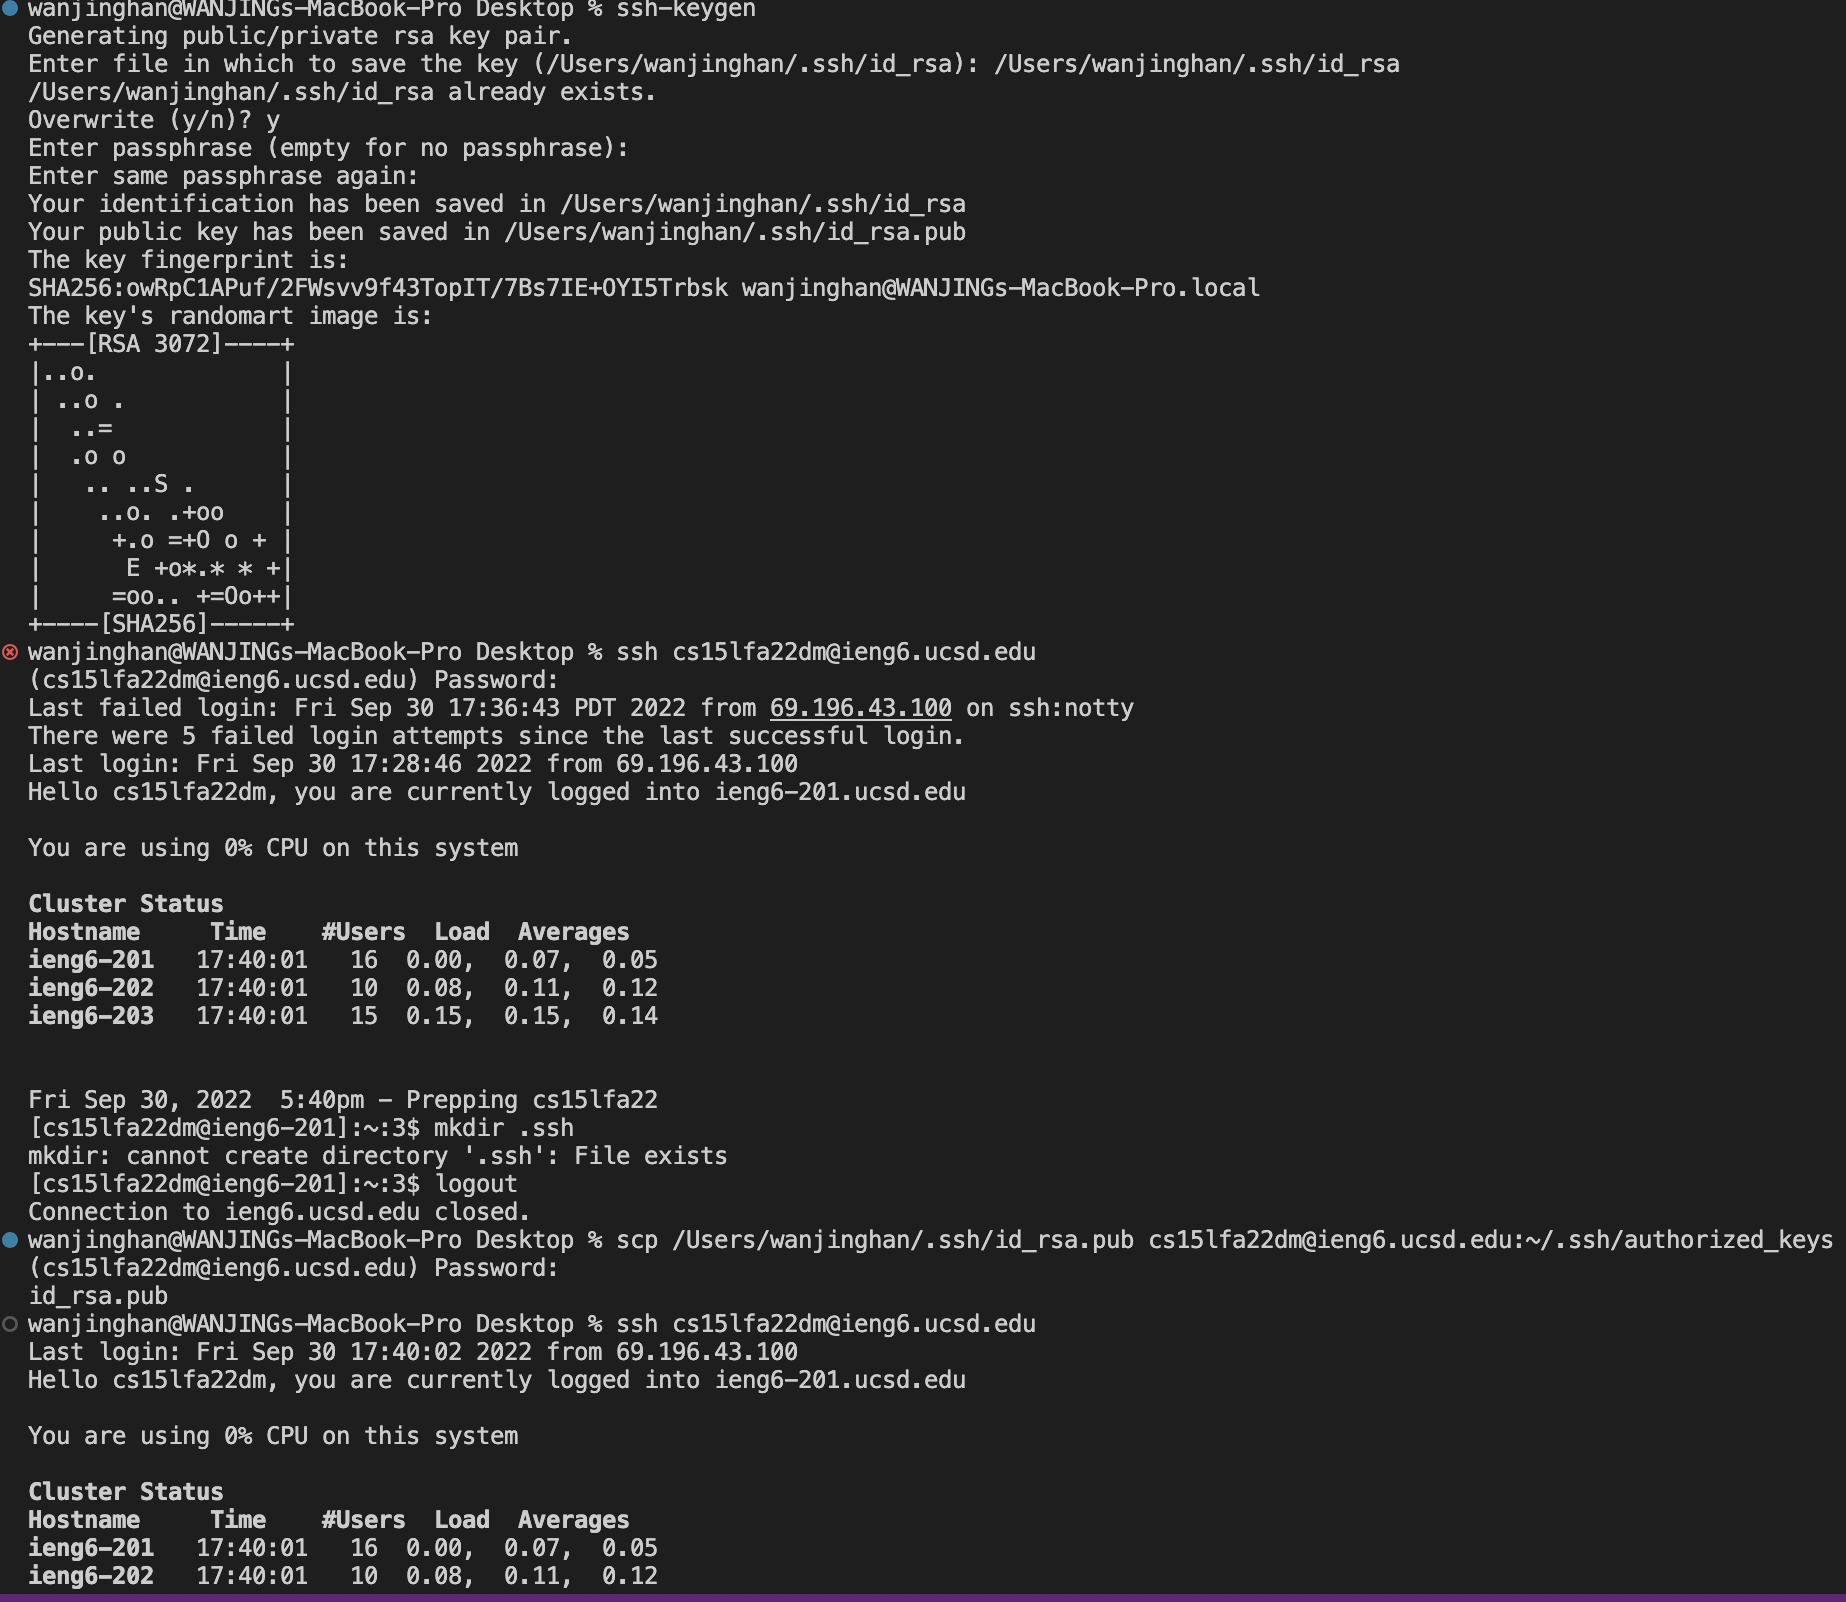 wanjinghan@WANJINGs-MacBook-Pro Desktop % ssh-keygen
Generating public/private rsa key pair.
Enter file in which to save the key (/Users/wanjinghan/.ssh/id_rsa): /Users/wanjinghan/.ssh/id_rsa
/Users/wanjinghan/.ssh/id_rsa already exists.
Overwrite (y/n)? y
Enter passphrase (empty for no passphrase):
Enter same passphrase again:
Your identification has been saved in /Users/wanjinghan/.ssh/id_rsa
Your public key has been saved in /Users/wanjinghan/.ssh/id_rsa.pub
The key fingerprint is:
SHA256:owRpC1APuf/2FWsvv9f43TopIT/7Bs7IE+OYI5Trbsk wanjinghan@WANJINGs-MacBook-Pro.local
The key's randomart image is:
+---[RSA 3072]----+
|..o.             |
| ..o .           |
|  ..=            |
|  .o o           |
|   .. ..S .      |
|    ..o. .+oo    |
|     +.o =+O o + |
|      E +o*.* * +|
|     =oo.. +=Oo++|
+----[SHA256]-----+
wanjinghan@WANJINGs-MacBook-Pro Desktop % ssh cs15lfa22dm@ieng6.ucsd.edu
(cs15lfa22dm@ieng6.ucsd.edu) Password:
Last failed login: Fri Sep 30 17:36:43 PDT 2022 from 69.196.43.100 on ssh:notty
There were 5 failed login attempts since the last successful login.
Last login: Fri Sep 30 17:28:46 2022 from 69.196.43.100
Hello cs15lfa22dm, you are currently logged into ieng6-201.ucsd.edu
You are using 0% CPU on this system
Cluster Status
Hostname     Time    #Users  Load  Averages
ieng6-201   17:40:01   16  0.00,  0.07,  0.05
ieng6-202   17:40:01   10  0.08,  0.11,  0.12
ieng6-203   17:40:01   15  0.15,  0.15,  0.14
Fri Sep 30, 2022  5:40pm - Prepping cs15lfa22
[cs15lfa22dm@ieng6-201]:~:3$ mkdir .ssh
mkdir: cannot create directory '.ssh': File exists
[cs15lfa22dm@ieng6-201]:~:3$ logout
Connection to ieng6.ucsd.edu closed.
wanjinghan@WANJINGs-MacBook-Pro Desktop % scp /Users/wanjinghan/.ssh/id_rsa.pub cs15lfa22dm@ieng6.ucsd.edu:~/.ssh/authorized_keys
(cs15lfa22dm@ieng6.ucsd.edu) Password:
id_rsa.pub
wanjinghan@WANJINGs-MacBook-Pro Desktop % ssh cs15lfa22dm@ieng6.ucsd.edu
Last login: Fri Sep 30 17:40:02 2022 from 69.196.43.100
Hello cs15lfa22dm, you are currently logged into ieng6-201.ucsd.edu
You are using 0% CPU on this system
Cluster Status
Hostname     Time    #Users  Load  Averages
ieng6-201   17:40:01   16  0.00,  0.07,  0.05
ieng6-202   17:40:01   10  0.08,  0.11,  0.12